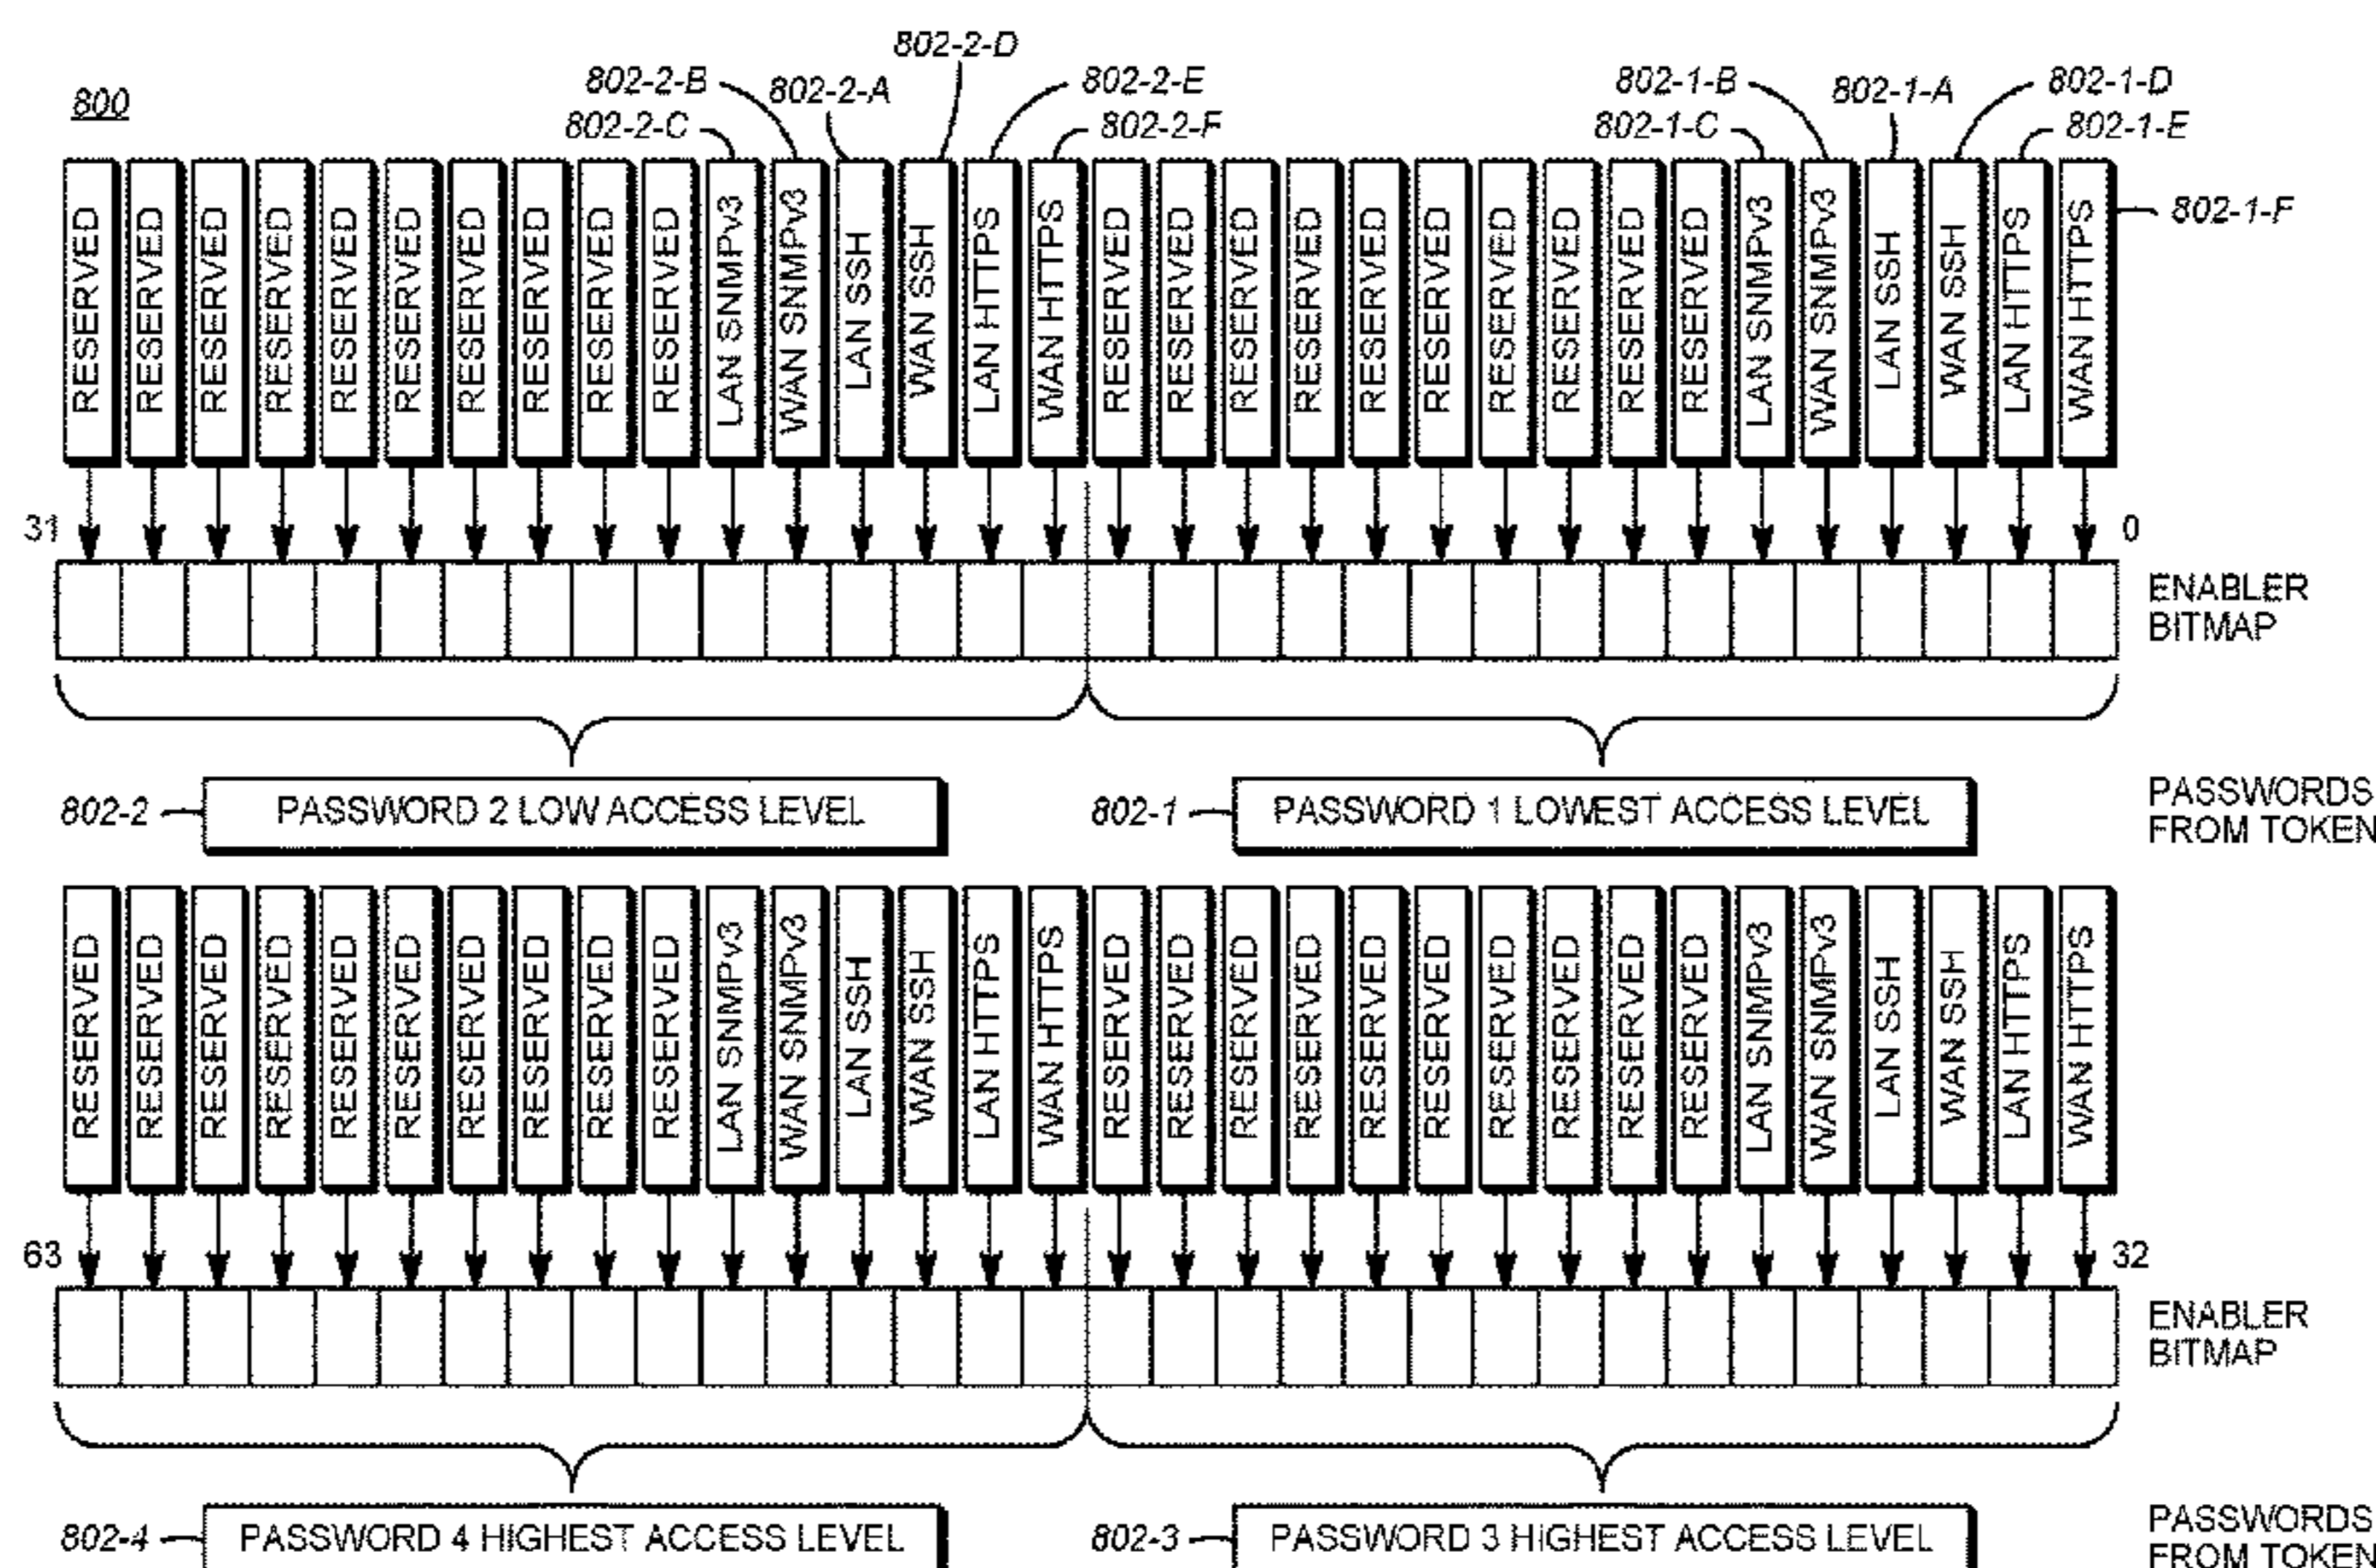 800
802-2-D
802-2-B
802-2-A
802-2-E
802-1-B
802-1-A
802-1-D
802-2-C
802-2-F
802-1-C
802-1-E
802-1-F
RESERVED
RESERVED
RESERVED
RESERVED
RESERVED
RESERVED
RESERVED
RESERVED
RESERVED
RESERVED
LAN SNMPv3
WAN SNMPv3
LAN SSH
WAN SSH
LAN HTTPS
WAN HTTPS
RESERVED
RESERVED
RESERVED
RESERVED
RESERVED
RESERVED
RESERVED
RESERVED
RESERVED
RESERVED
LAN SNMPv3
WAN SNMPv3
LAN SSH
WAN SSH
LAN HTTPS
WAN HTTPS
31
0
ENABLER
BITMAP
802-2
PASSWORD 2 LOW ACCESS LEVEL
802-1
PASSWORD 1 LOWEST ACCESS LEVEL
PASSWORDS
FROM TOKEN
RESERVED
RESERVED
RESERVED
RESERVED
RESERVED
RESERVED
RESERVED
RESERVED
RESERVED
RESERVED
LAN SNMPv3
WAN SNMPv3
LAN SSH
WAN SSH
LAN HTTPS
WAN HTTPS
RESERVED
RESERVED
RESERVED
RESERVED
RESERVED
RESERVED
RESERVED
RESERVED
RESERVED
RESERVED
LAN SNMPv3
WAN SNMPv3
LAN SSH
WAN SSH
LAN HTTPS
WAN HTTPS
63
32
ENABLER
BITMAP
802-4
PASSWORD 4 HIGHEST ACCESS LEVEL
802-3
PASSWORD 3 HIGHEST ACCESS LEVEL
PASSWORDS
FROM TOKEN